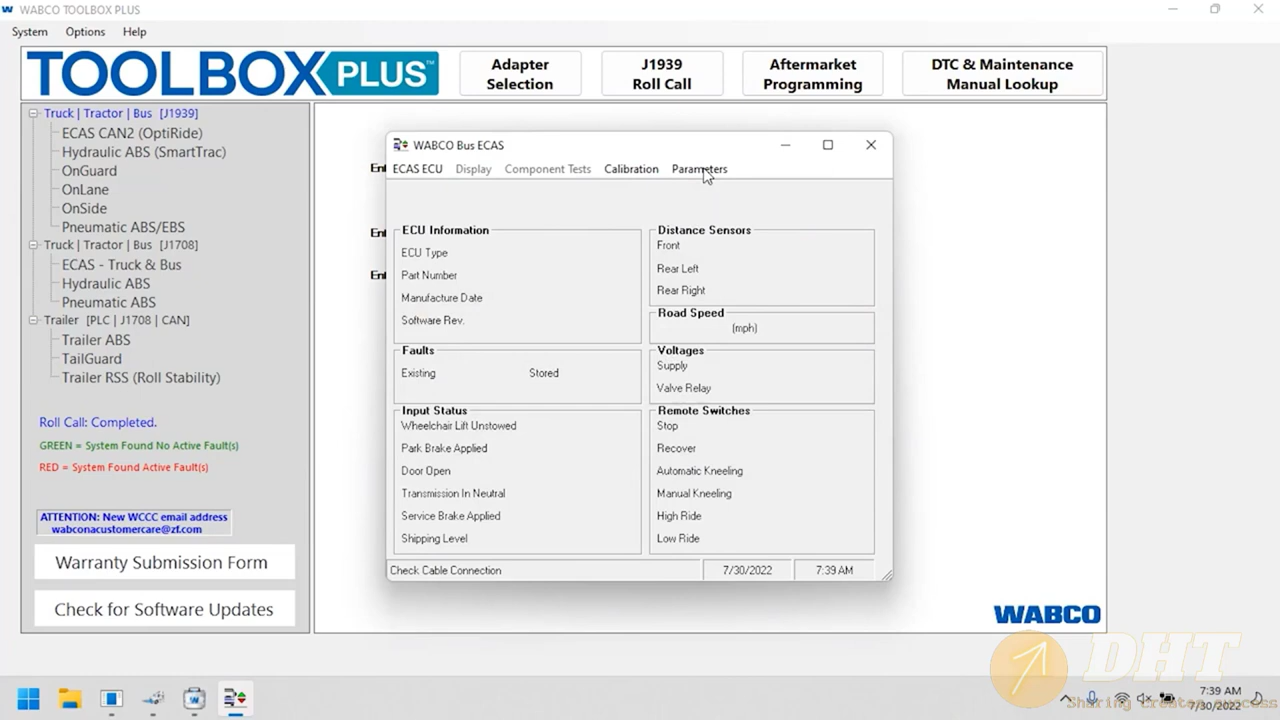 WABCO TOOLBOX PLUS
System Options Help
TOOLBOX PLUS™
Adapter Selection
J1939 Roll Call
Aftermarket Programming
DTC & Maintenance Manual Lookup
Truck | Tractor | Bus [J1939]
ECAS CAN2 (OptiRide)
Hydraulic ABS (SmartTrac)
OnGuard
OnLane
OnSide
Pneumatic ABS/EBS
Truck | Tractor | Bus [J1708]
ECAS - Truck & Bus
Hydraulic ABS
Pneumatic ABS
Trailer [PLC | J1708 | CAN]
Trailer ABS
TailGuard
Trailer RSS (Roll Stability)
Roll Call: Completed.
GREEN = System Found No Active Fault(s)
RED = System Found Active Fault(s)
ATTENTION: New WCCC email address
wabconacustomercare@zf.com
Warranty Submission Form
Check for Software Updates
Ent
Ent
Ent
WABCO Bus ECAS
ECAS ECU Display Component Tests Calibration Parameters
ECU Information
ECU Type
Part Number
Manufacture Date
Software Rev.
Faults
Existing Stored
Input Status
Wheelchair Lift Unstowed
Park Brake Applied
Door Open
Transmission In Neutral
Service Brake Applied
Shipping Level
Distance Sensors
Front
Rear Left
Rear Right
Road Speed
(mph)
Voltages
Supply
Valve Relay
Remote Switches
Stop
Recover
Automatic Kneeling
Manual Kneeling
High Ride
Low Ride
Check Cable Connection 7/30/2022 7:39 AM
WABCO
DHT
Sharing creates success
7:39 AM
7/30/2022